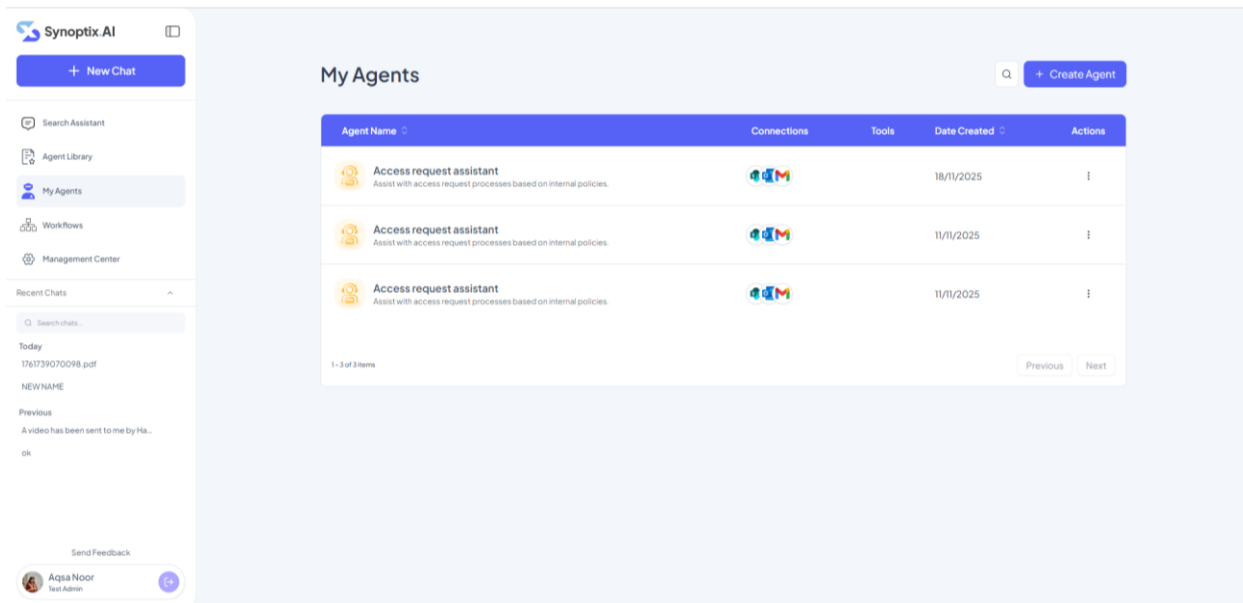 Synoptix.AI
+ New Chat
Search Assistant
Agent Library
My Agents
Workflows
Management Center
Recent Chats
Search chats...
Today
1761739070098.pdf
NEW NAME
Previous
A video has been sent to me by Ha...
ok
Send Feedback
Aqsa Noor
Test Admin
My Agents
+ Create Agent
Agent Name Connections Tools Date Created Actions
Access request assistant
Assist with access request processes based on internal policies.
18/11/2025
Access request assistant
Assist with access request processes based on internal policies.
11/11/2025
Access request assistant
Assist with access request processes based on internal policies.
11/11/2025
1 - 3 of 3 items
Previous Next